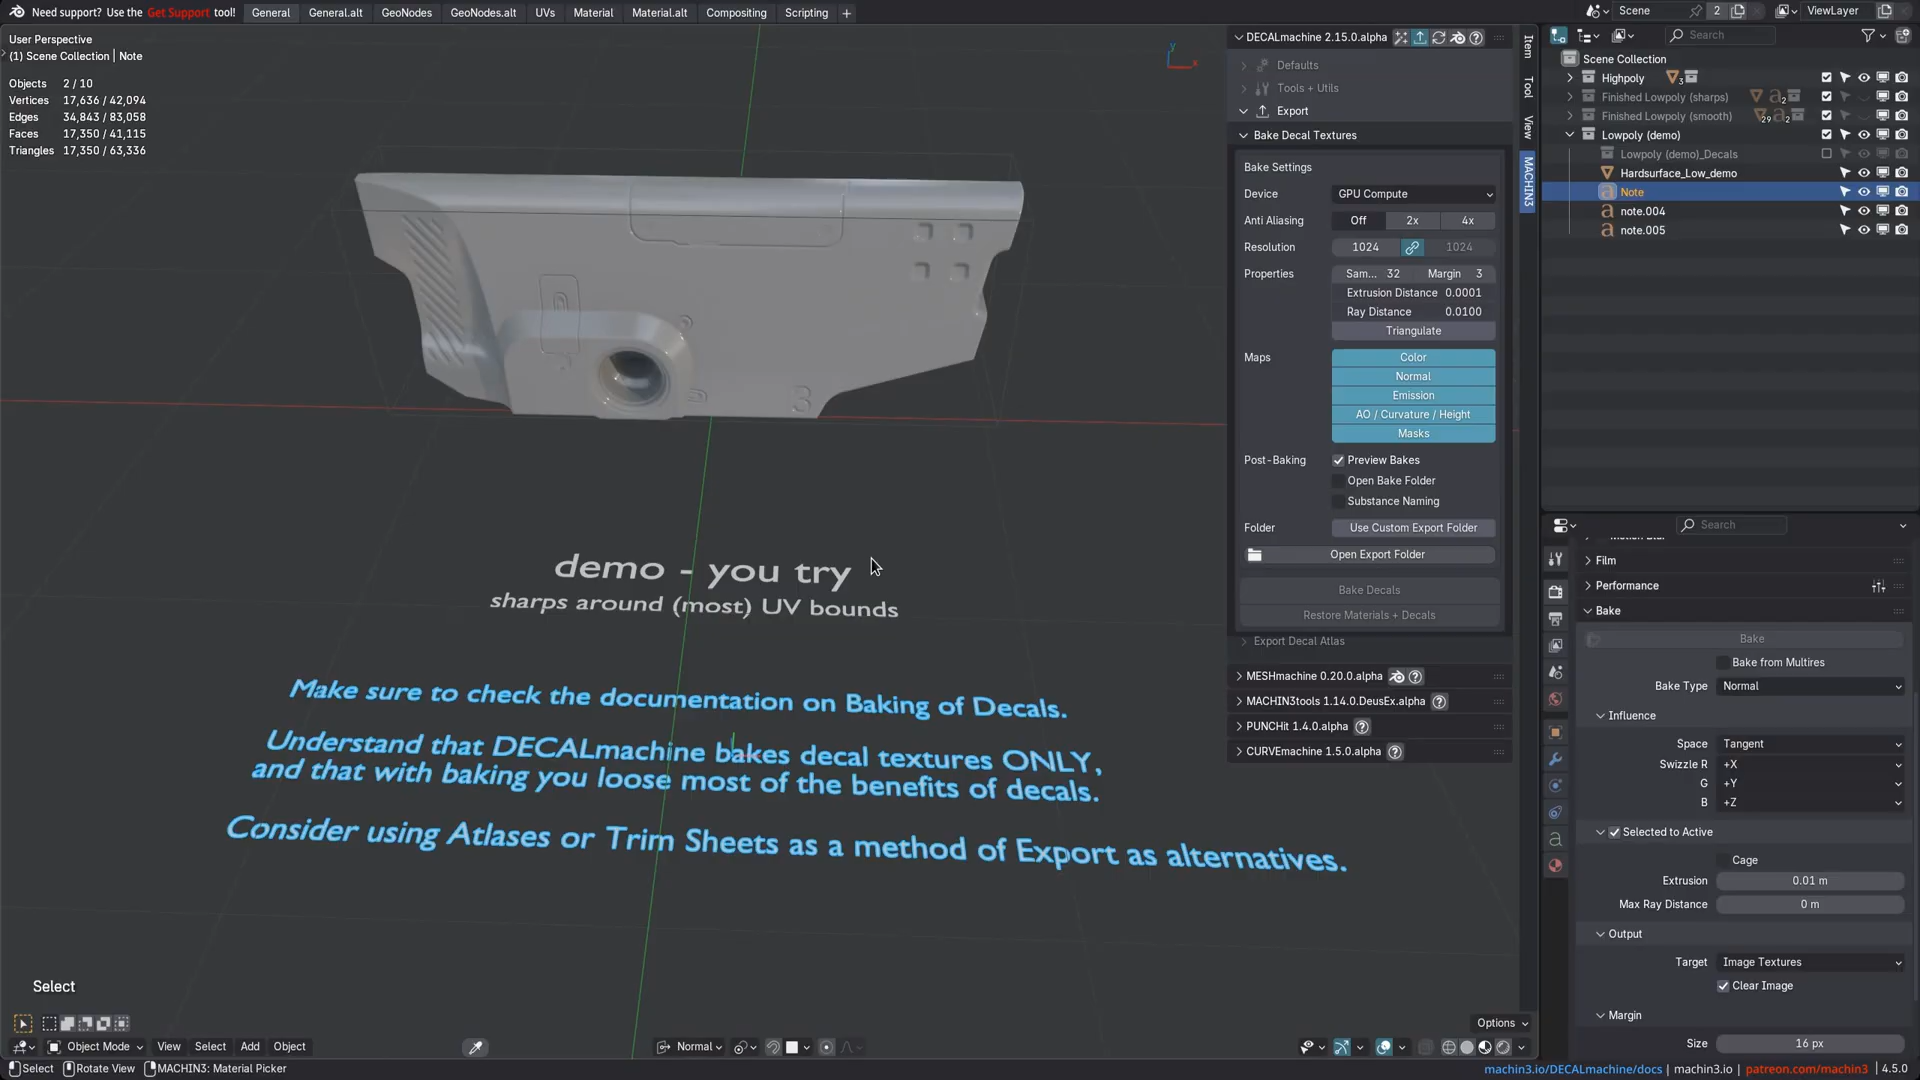 Need support? Use the Get Support tool!
General
General.alt
GeoNodes
GeoNodes.alt
UVs
Material
Material.alt
Compositing
Scripting
Scene
2
ViewLayer
User Perspective
(1) Scene Collection | Note
Objects 2 / 10
Vertices 17,636 / 42,094
Edges 34,843 / 83,058
Faces 17,350 / 41,115
Triangles 17,350 / 63,336
y
x
3
demo - you try
sharps around (most) UV bounds
Make sure to check the documentation on Baking of Decals.
Understand that DECALmachine bakes decal textures ONLY,
and that with baking you loose most of the benefits of decals.
Consider using Atlases or Trim Sheets as a method of Export as alternatives.
Select
Object Mode
View
Select
Add
Object
Normal
Options
DECALmachine 2.15.0.alpha
Defaults
Tools + Utils
Export
Bake Decal Textures
Bake Settings
Device GPU Compute
Anti Aliasing Off 2x 4x
Resolution 1024 1024
Properties Sam... 32 Margin 3
Extrusion Distance 0.0001
Ray Distance 0.0100
Triangulate
Maps Color
Normal
Emission
AO / Curvature / Height
Masks
Post-Baking Preview Bakes
Open Bake Folder
Substance Naming
Folder Use Custom Export Folder
Open Export Folder
Bake Decals
Restore Materials + Decals
Export Decal Atlas
MESHmachine 0.20.0.alpha
MACHIN3tools 1.14.0.DeusEx.alpha
PUNCHit 1.4.0.alpha
CURVEmachine 1.5.0.alpha
Item
Tool
View
MACHIN3
Search
Scene Collection
Highpoly 3
Finished Lowpoly (sharps) 2
Finished Lowpoly (smooth) 29 2
Lowpoly (demo)
Lowpoly (demo)_Decals
Hardsurface_Low_demo
Note
note.004
note.005
Search
Film
Performance
Bake
Bake
Bake from Multires
Bake Type Normal
Influence
Space Tangent
Swizzle R +X
G +Y
B +Z
Selected to Active
Cage
Extrusion 0.01 m
Max Ray Distance 0 m
Output
Target Image Textures
Clear Image
Margin
Size 16 px
Select
Rotate View
MACHIN3: Material Picker
machin3.io/DECALmachine/docs | machin3.io | patreon.com/machin3 | 4.5.0